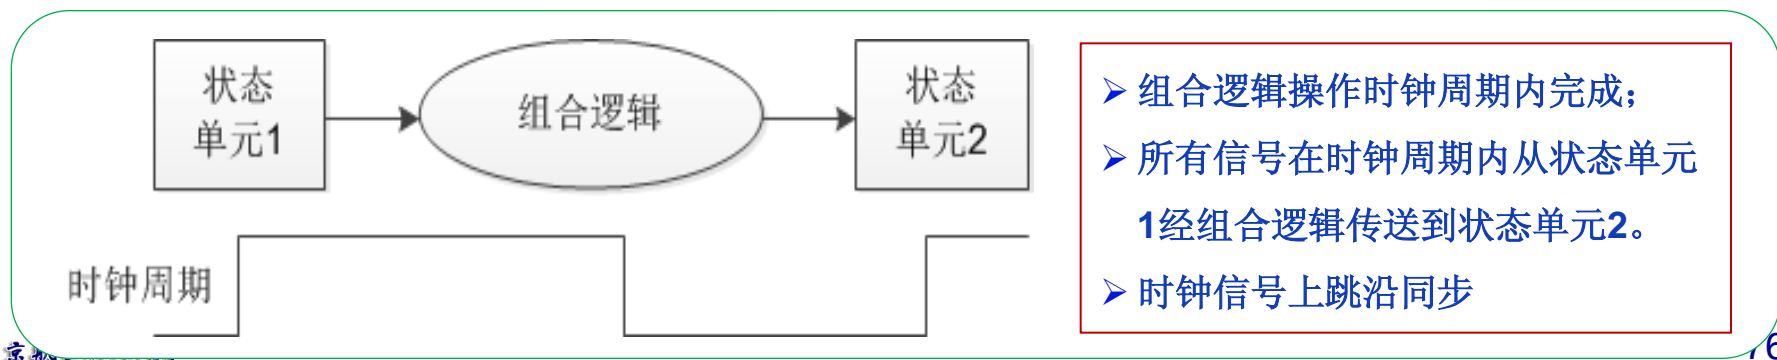 状态
单元1
组合逻辑
状态
单元2
时钟周期
➢ 组合逻辑操作时钟周期内完成；
➢ 所有信号在时钟周期内从状态单元
1经组合逻辑传送到状态单元2。
➢ 时钟信号上跳沿同步